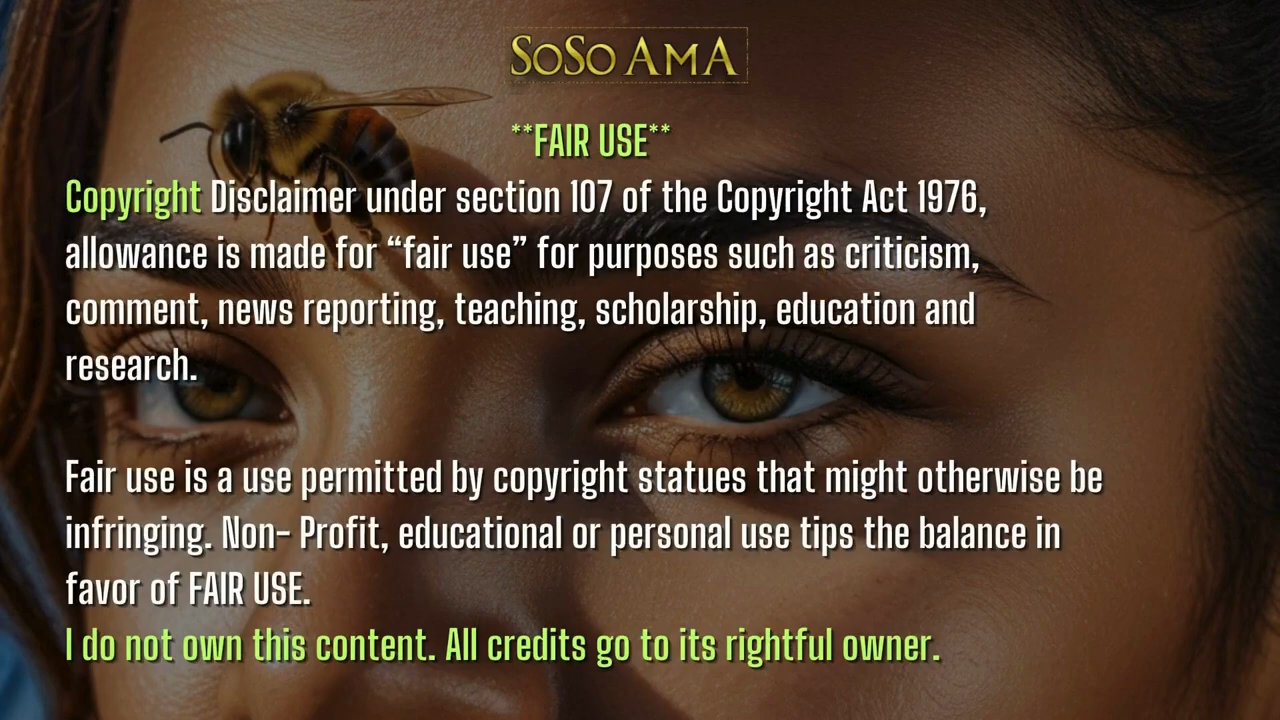 SoSo AmA
**FAIR USE**
Copyright Disclaimer under section 107 of the Copyright Act 1976,
allowance is made for “fair use” for purposes such as criticism,
comment, news reporting, teaching, scholarship, education and
research.
Fair use is a use permitted by copyright statues that might otherwise be
infringing. Non- Profit, educational or personal use tips the balance in
favor of FAIR USE.
I do not own this content. All credits go to its rightful owner.